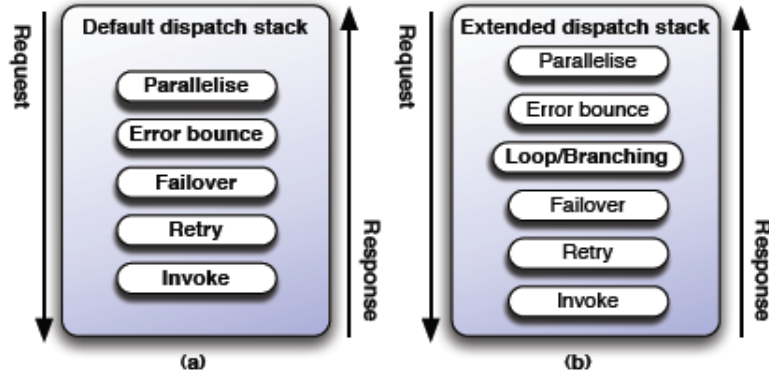 Request
Default dispatch stack
Parallelise
Error bounce
Failover
Retry
Invoke
Response
(a)
Request
Extended dispatch stack
Parallelise
Error bounce
Loop/Branching
Failover
Retry
Invoke
Response
(b)